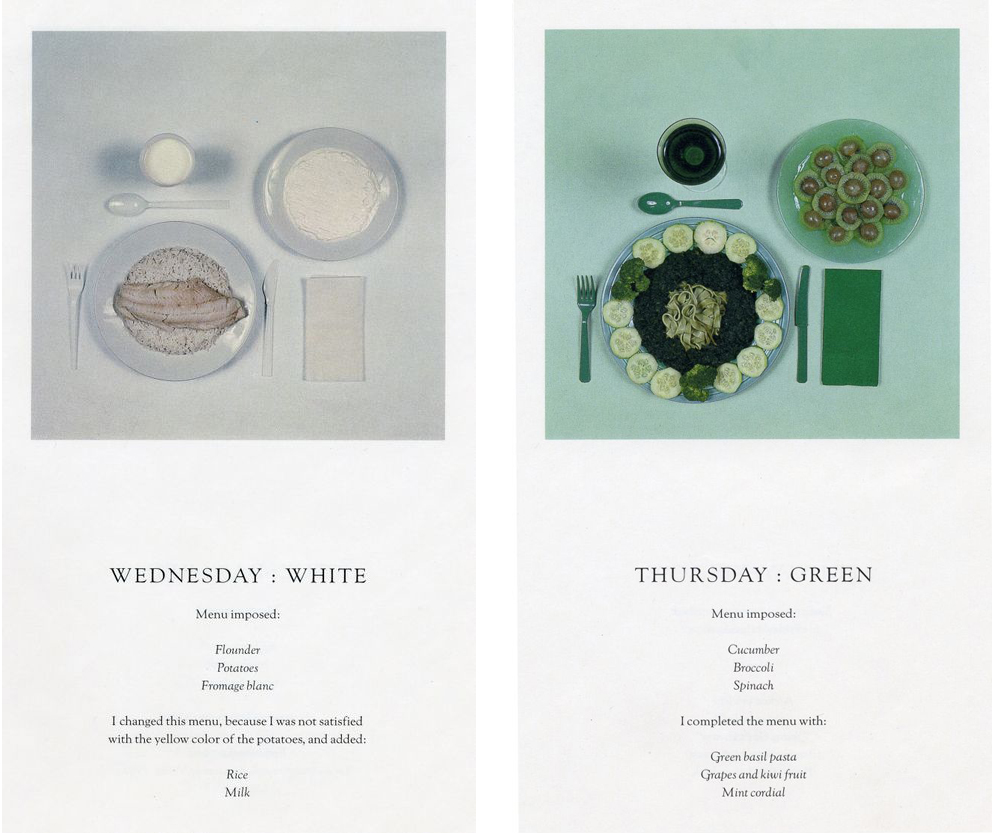 WEDNESDAY : WHITE
Menu imposed:
Flounder
Potatoes
Fromage blanc
I changed this menu, because I was not satisfied
with the yellow color of the potatoes, and added:
Rice
Milk
THURSDAY : GREEN
Menu imposed:
Cucumber
Broccoli
Spinach
I completed the menu with:
Green basil pasta
Grapes and kiwi fruit
Mint cordial